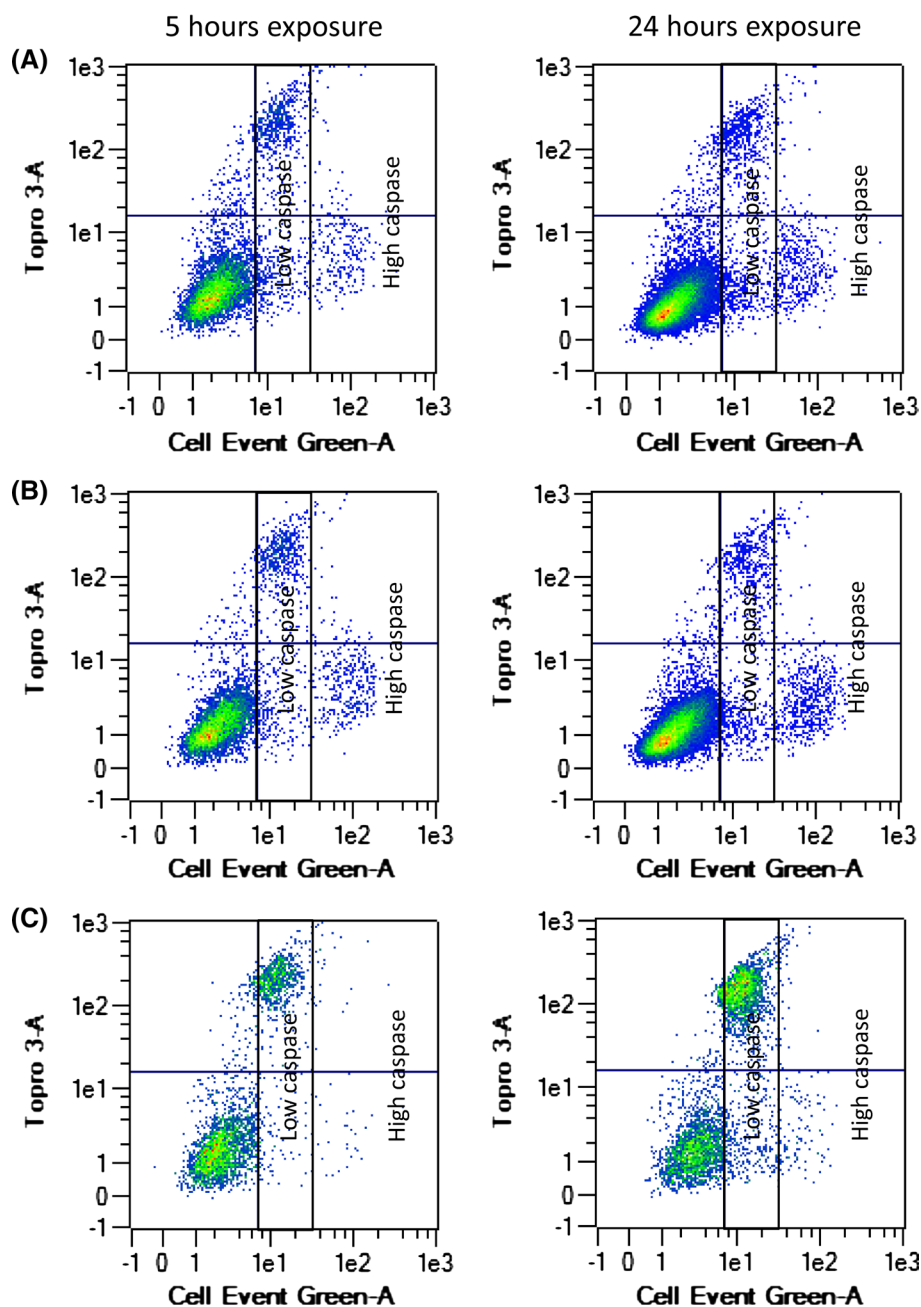 5 hours exposure
24 hours exposure
(A)
1e3
1e2
1e1
1
0
-1
Topro 3-A
Low caspase
High caspase
-1 0 1 1e1 1e2 1e3
Cell Event Green-A
1e3
1e2
1e1
1
0
-1
Topro 3-A
Low caspase
High caspase
-1 0 1 1e1 1e2 1e3
Cell Event Green-A
(B)
1e3
1e2
1e1
1
0
-1
Topro 3-A
Low caspase
High caspase
-1 0 1 1e1 1e2 1e3
Cell Event Green-A
1e3
1e2
1e1
1
0
-1
Topro 3-A
Low caspase
High caspase
-1 0 1 1e1 1e2 1e3
Cell Event Green-A
(C)
1e3
1e2
1e1
1
0
-1
Topro 3-A
Low caspase
High caspase
-1 0 1 1e1 1e2 1e3
Cell Event Green-A
1e3
1e2
1e1
1
0
-1
Topro 3-A
Low caspase
High caspase
-1 0 1 1e1 1e2 1e3
Cell Event Green-A